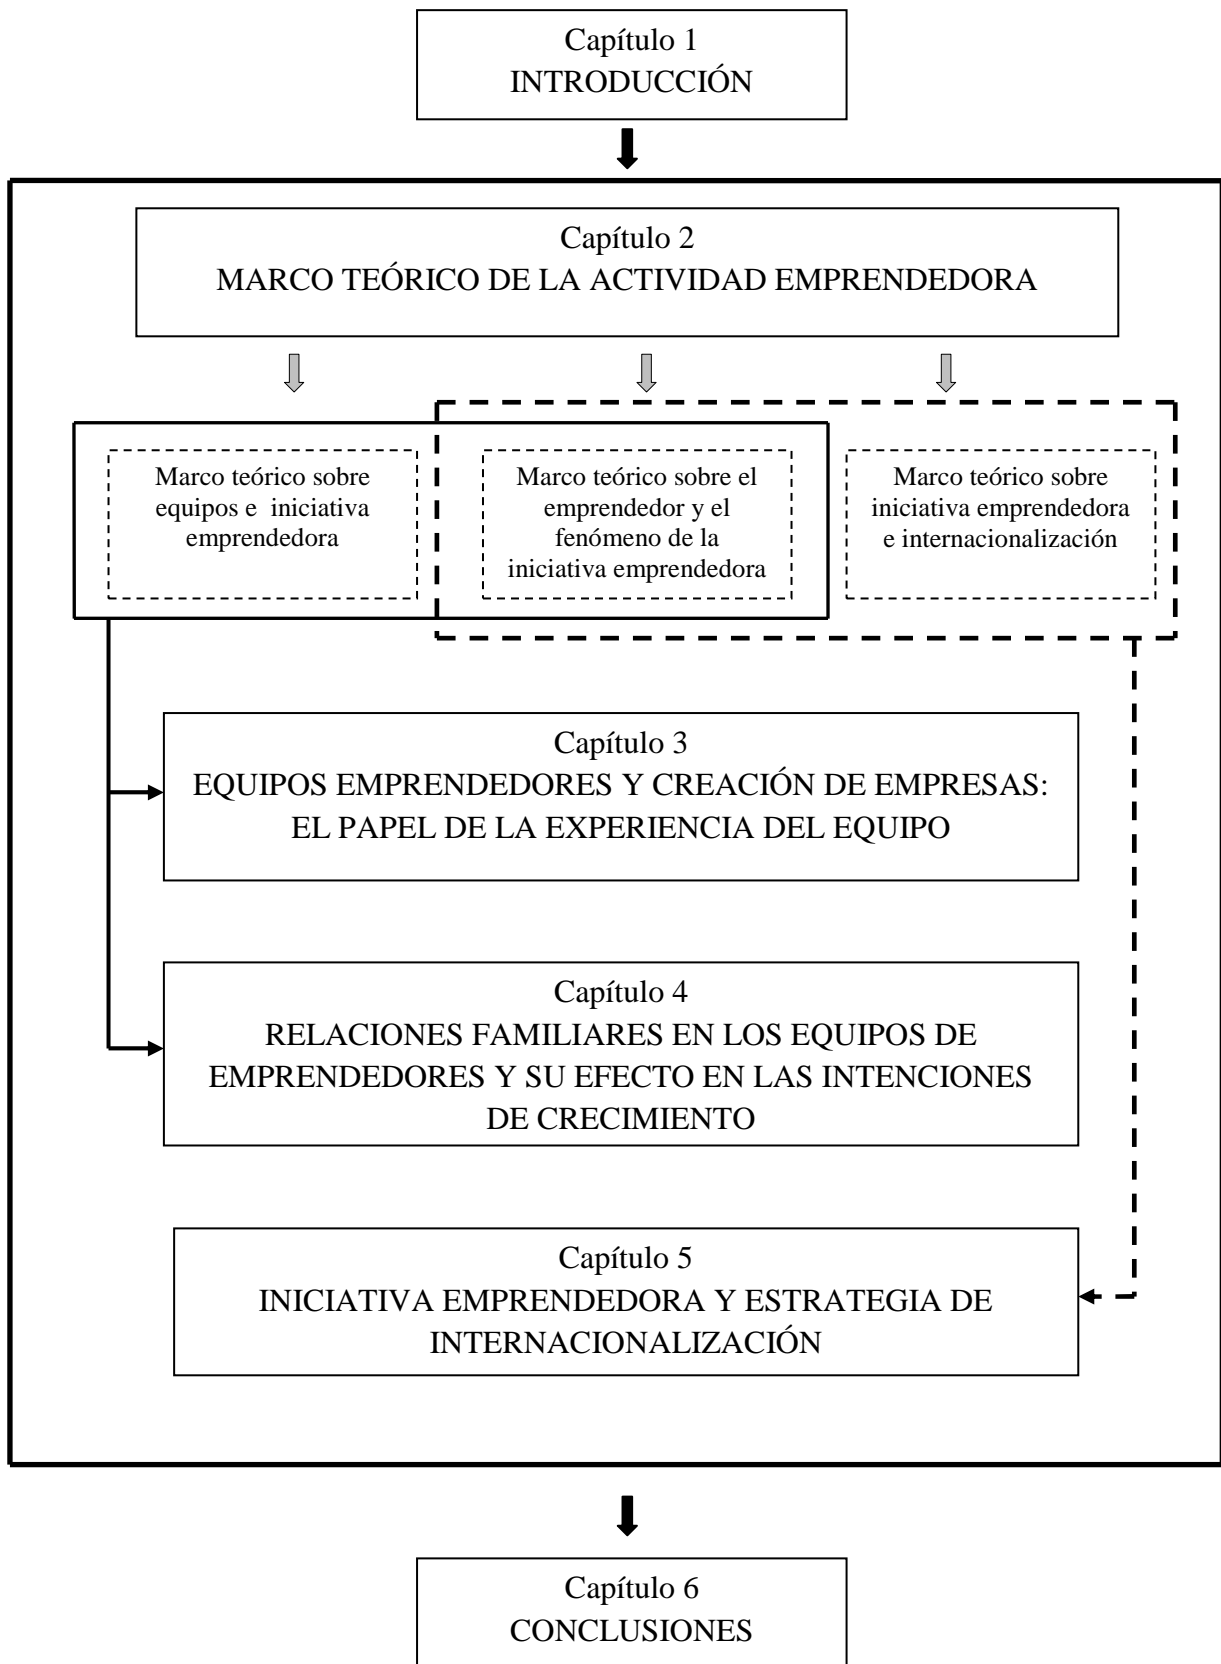 Capítulo 1
INTRODUCCIÓN
Capítulo 2
MARCO TEÓRICO DE LA ACTIVIDAD EMPRENDEDORA
Marco teórico sobre
equipos e iniciativa
emprendedora
Marco teórico sobre el
emprendedor y el
fenómeno de la
iniciativa emprendedora
Marco teórico sobre
iniciativa emprendedora
e internacionalización
Capítulo 3
EQUIPOS EMPRENDEDORES Y CREACIÓN DE EMPRESAS:
EL PAPEL DE LA EXPERIENCIA DEL EQUIPO
Capítulo 4
RELACIONES FAMILIARES EN LOS EQUIPOS DE
EMPRENDEDORES Y SU EFECTO EN LAS INTENCIONES
DE CRECIMIENTO
Capítulo 5
INICIATIVA EMPRENDEDORA Y ESTRATEGIA DE
INTERNACIONALIZACIÓN
Capítulo 6
CONCLUSIONES